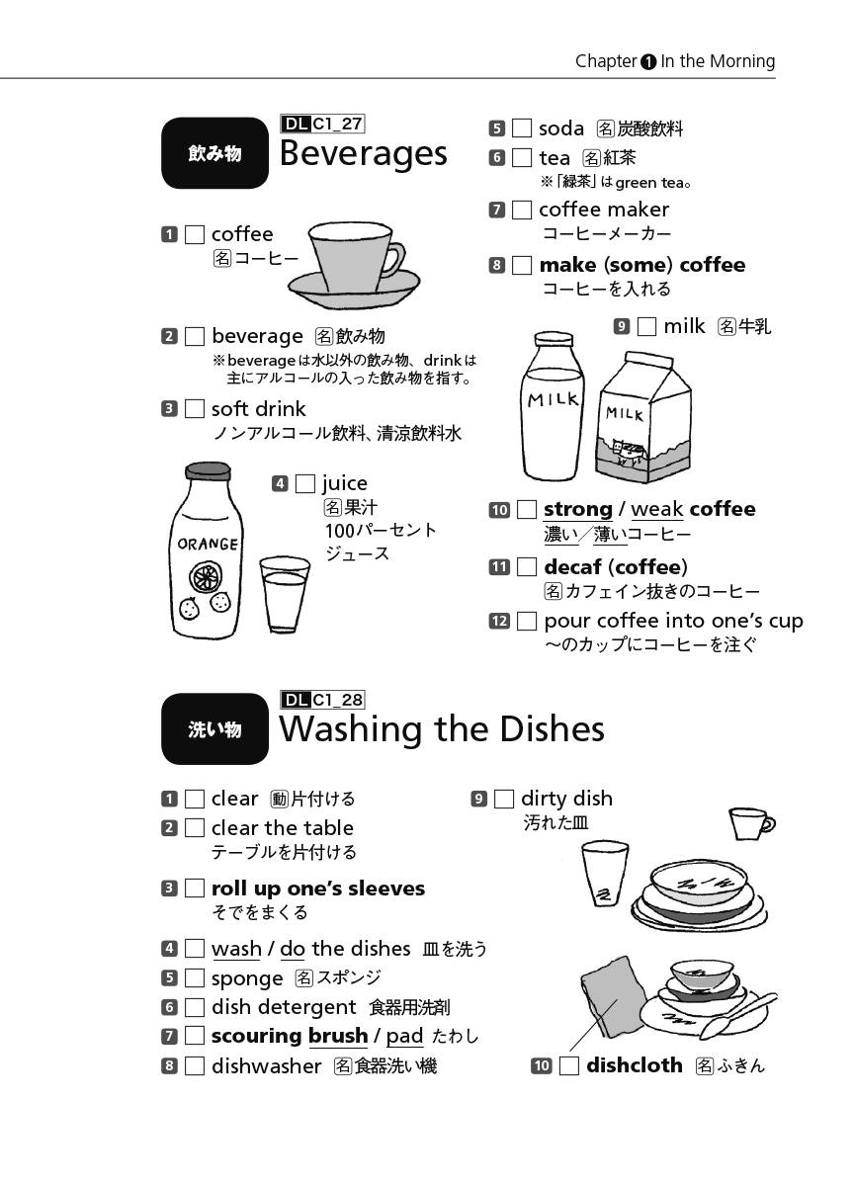 Chapter❶In the Morning
飲み物
DL C1_27
Beverages
1 □ coffee
名コーヒー
2 □ beverage 名飲み物
※beverageは水以外の飲み物、drinkは
主にアルコールの入った飲み物を指す。
3 □ soft drink
ノンアルコール飲料、清涼飲料水
ORANGE
4 □ juice
名果汁
100パーセント
ジュース
5 □ soda 名炭酸飲料
6 □ tea 名紅茶
※「緑茶」はgreen tea。
7 □ coffee maker
コーヒーメーカー
8 □ make (some) coffee
コーヒーを入れる
9 □ milk 名牛乳
MILK
MILK
10 □ strong / weak coffee
濃い／薄いコーヒー
11 □ decaf (coffee)
名カフェイン抜きのコーヒー
12 □ pour coffee into one's cup
〜のカップにコーヒーを注ぐ
洗い物
DL C1_28
Washing the Dishes
1 □ clear 動片付ける
2 □ clear the table
テーブルを片付ける
3 □ roll up one's sleeves
そでをまくる
4 □ wash / do the dishes 皿を洗う
5 □ sponge 名スポンジ
6 □ dish detergent 食器用洗剤
7 □ scouring brush / pad たわし
8 □ dishwasher 名食器洗い機
9 □ dirty dish
汚れた皿
10 □ dishcloth 名ふきん